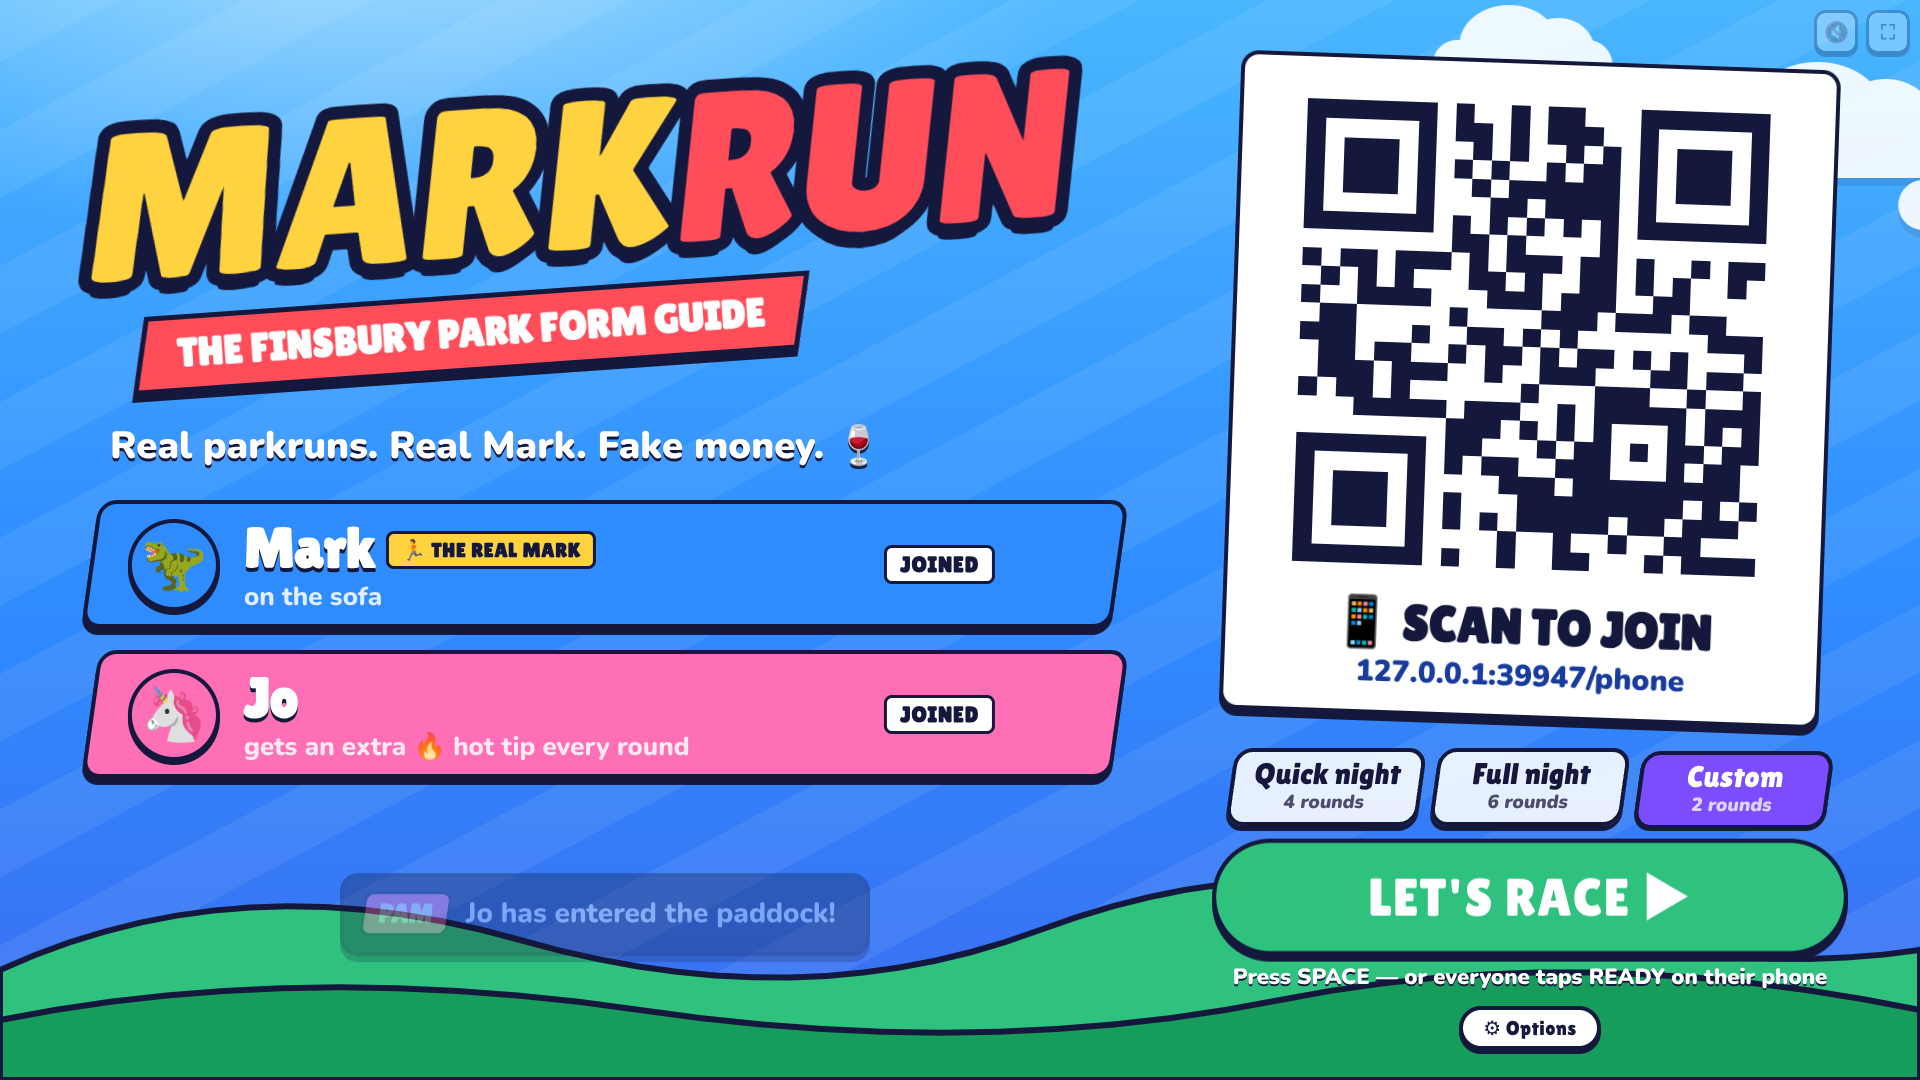 MARKRUN
THE FINSBURY PARK FORM GUIDE
Real parkruns. Real Mark. Fake money. 🍷
Mark
🏃 THE REAL MARK
on the sofa
JOINED
Jo
gets an extra 🔥 hot tip every round
JOINED
PAM
Jo has entered the paddock!
📱 SCAN TO JOIN
127.0.0.1:39947/phone
Quick night
4 rounds
Full night
6 rounds
Custom
2 rounds
LET'S RACE ▶
Press SPACE — or everyone taps READY on their phone
⚙ Options